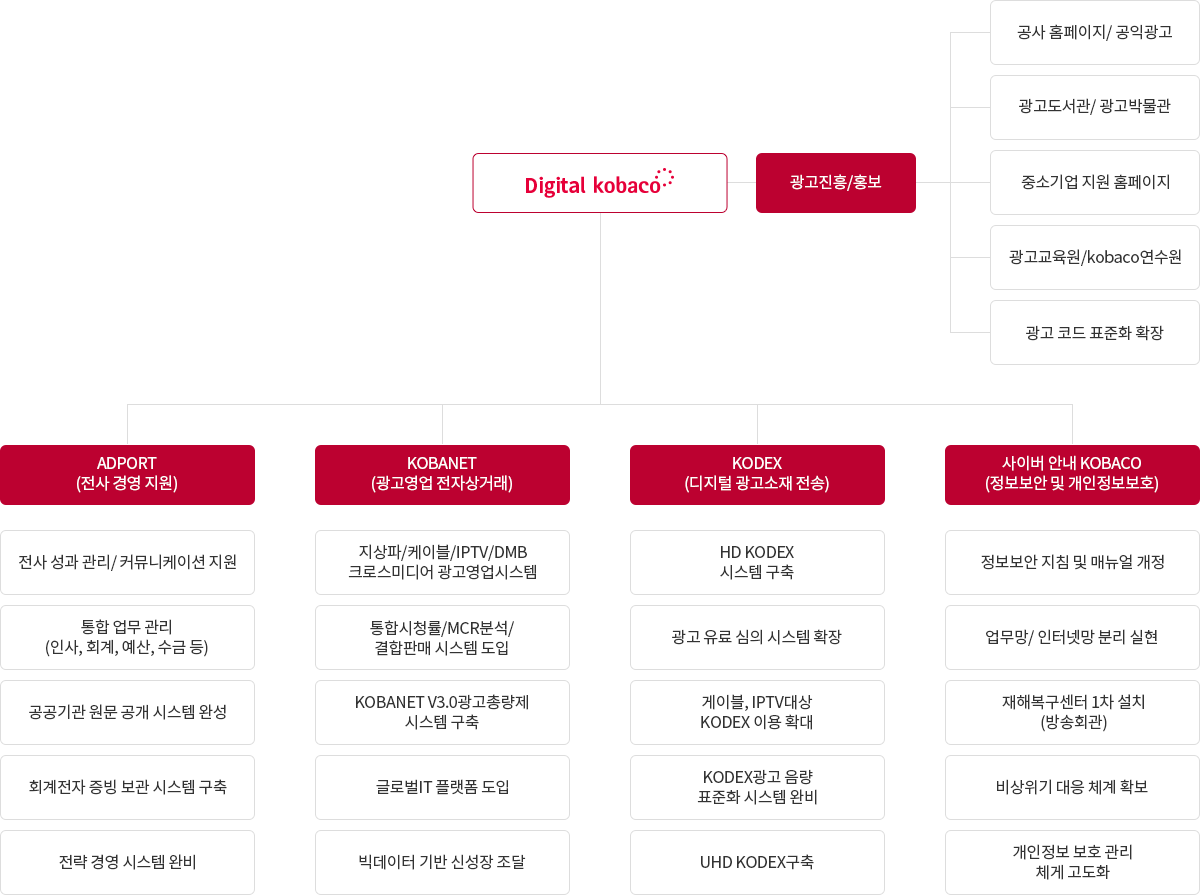 공사 홈페이지/ 공익광고
광고도서관/ 광고박물관
Digital kobaco
광고진흥/홍보
중소기업 지원 홈페이지
광고교육원/kobaco연수원
광고 코드 표준화 확장
ADPORT
(전사 경영 지원)
전사 성과 관리/ 커뮤니케이션 지원
통합 업무 관리
(인사, 회계, 예산, 수금 등)
공공기관 원문 공개 시스템 완성
회계전자 증빙 보관 시스템 구축
전략 경영 시스템 완비
KOBANET
(광고영업 전자상거래)
지상파/케이블/IPTV/DMB
크로스미디어 광고영업시스템
통합시청률/MCR분석/
결합판매 시스템 도입
KOBANET V3.0광고총량제
시스템 구축
글로벌IT 플랫폼 도입
빅데이터 기반 신성장 조달
KODEX
(디지털 광고소재 전송)
HD KODEX
시스템 구축
광고 유료 심의 시스템 확장
게이블, IPTV대상
KODEX 이용 확대
KODEX광고 음량
표준화 시스템 완비
UHD KODEX구축
사이버 안내 KOBACO
(정보보안 및 개인정보보호)
정보보안 지침 및 매뉴얼 개정
업무망/ 인터넷망 분리 실현
재해복구센터 1차 설치
(방송회관)
비상위기 대응 체계 확보
개인정보 보호 관리
체게 고도화